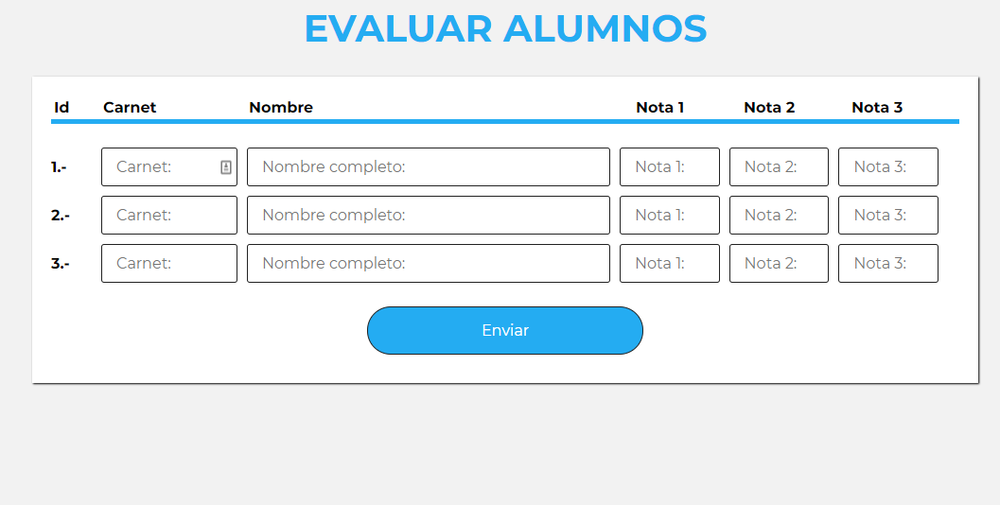 EVALUAR ALUMNOS
Id Carnet Nombre Nota 1 Nota 2 Nota 3
1.- Carnet: Nombre completo: Nota 1: Nota 2: Nota 3:
2.- Carnet: Nombre completo: Nota 1: Nota 2: Nota 3:
3.- Carnet: Nombre completo: Nota 1: Nota 2: Nota 3:
Enviar